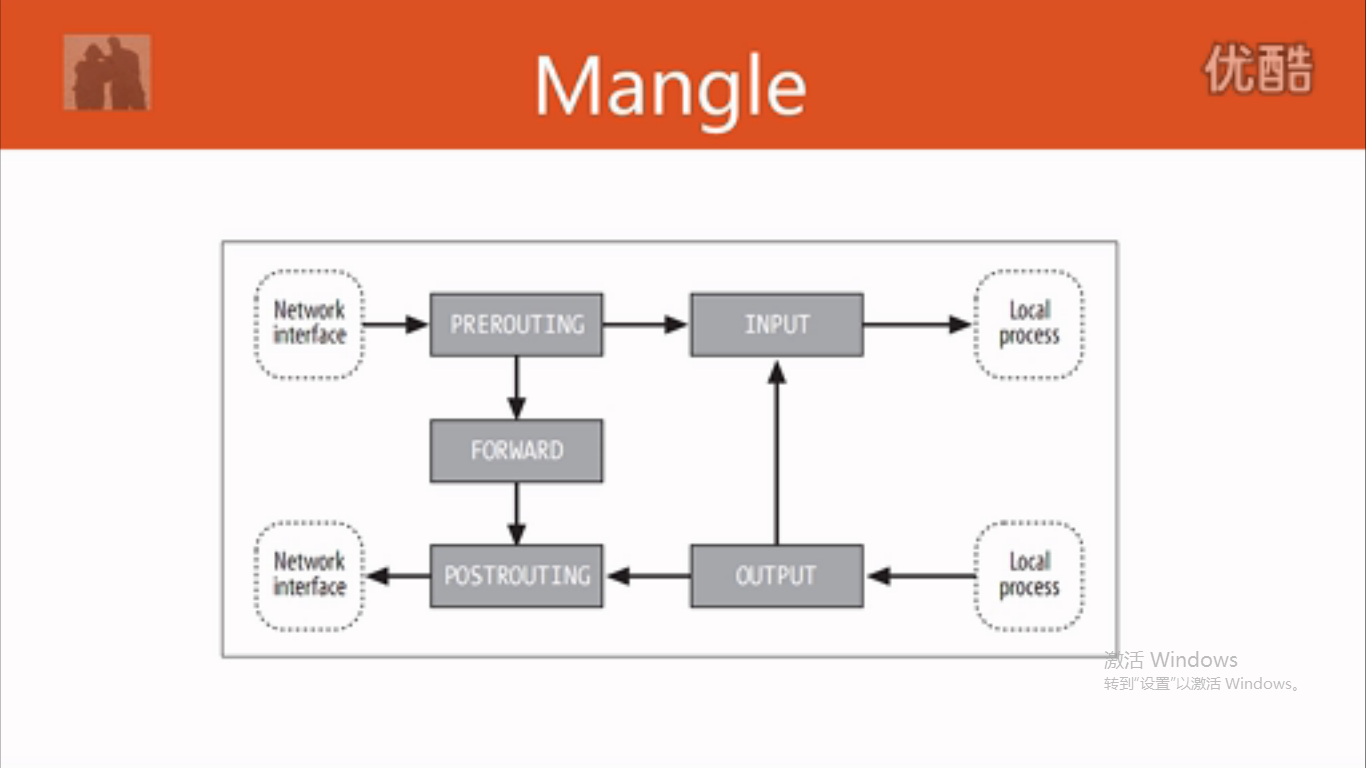 Mangle
优酷
Network
interface
PREROUTING
INPUT
Local
process
FORWARD
Network
interface
POSTROUTING
OUTPUT
Local
process
激活 Windows
转到“设置”以激活 Windows。